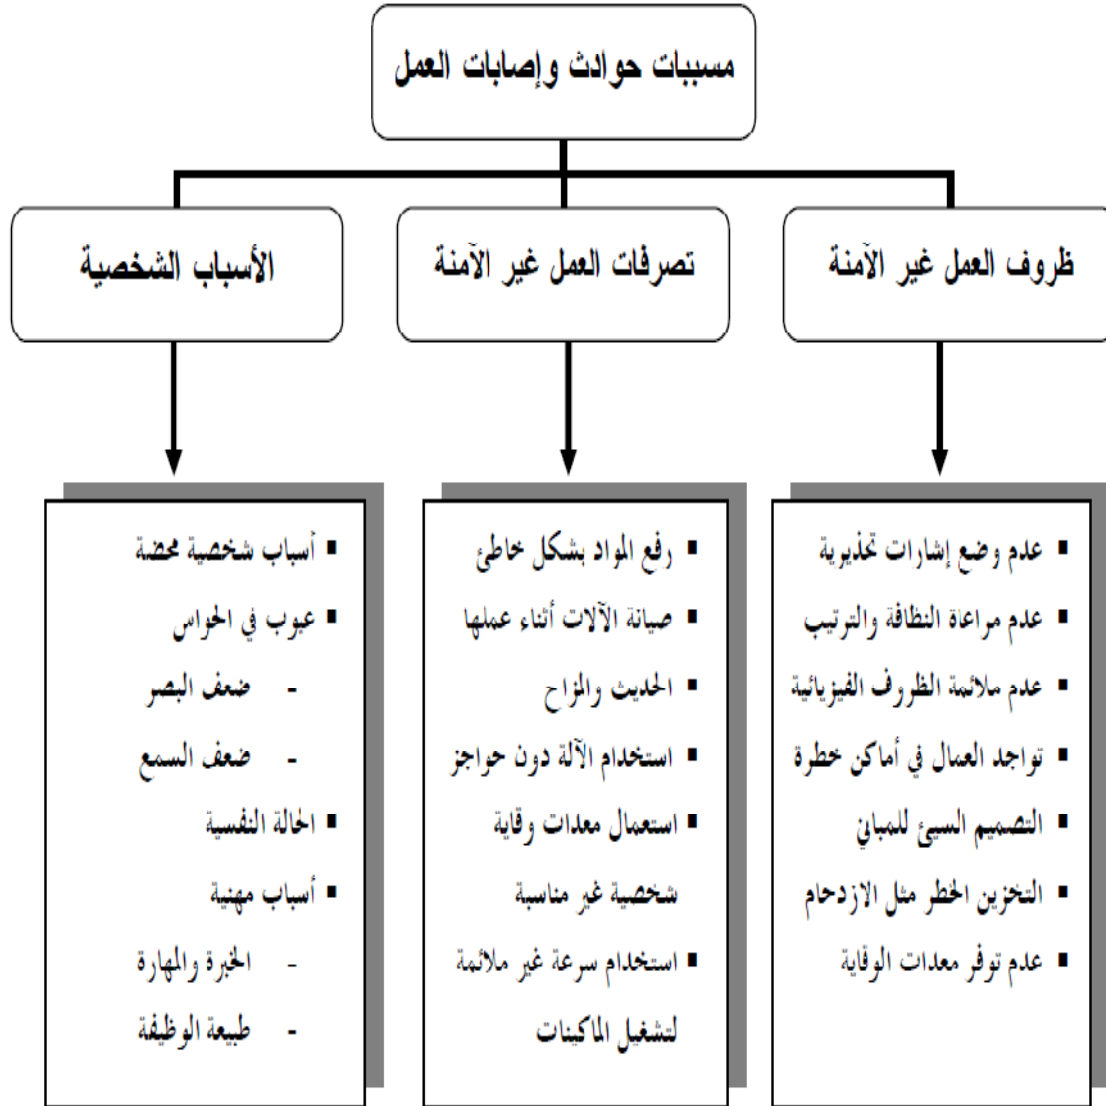 مسببات حوادث وإصابات العمل
ظروف العمل غير الآمنة
تصرفات العمل غير الآمنة
الأسباب الشخصية
▪ عدم وضع إشارات تحذيرية
▪ عدم مراعاة النظافة والترتيب
▪ عدم ملائمة الظروف الفيزيائية
▪ تواجد العمال في أماكن خطرة
▪ التصميم السيئ للمباني
▪ التخزين الخطر مثل الازدحام
▪ عدم توفر معدات الوقاية
▪ رفع المواد بشكل خاطئ
▪ صيانة الآلات أثناء عملها
▪ الحديث والمزاح
▪ استخدام الآلة دون حواجز
▪ استعمال معدات وقاية
شخصية غير مناسبة
▪ استخدام سرعة غير ملائمة
لتشغيل الماكينات
▪ أسباب شخصية محضة
▪ عيوب في الحواس
- ضعف البصر
- ضعف السمع
▪ الحالة النفسية
▪ أسباب مهنية
- الخبرة والمهارة
- طبيعة الوظيفة